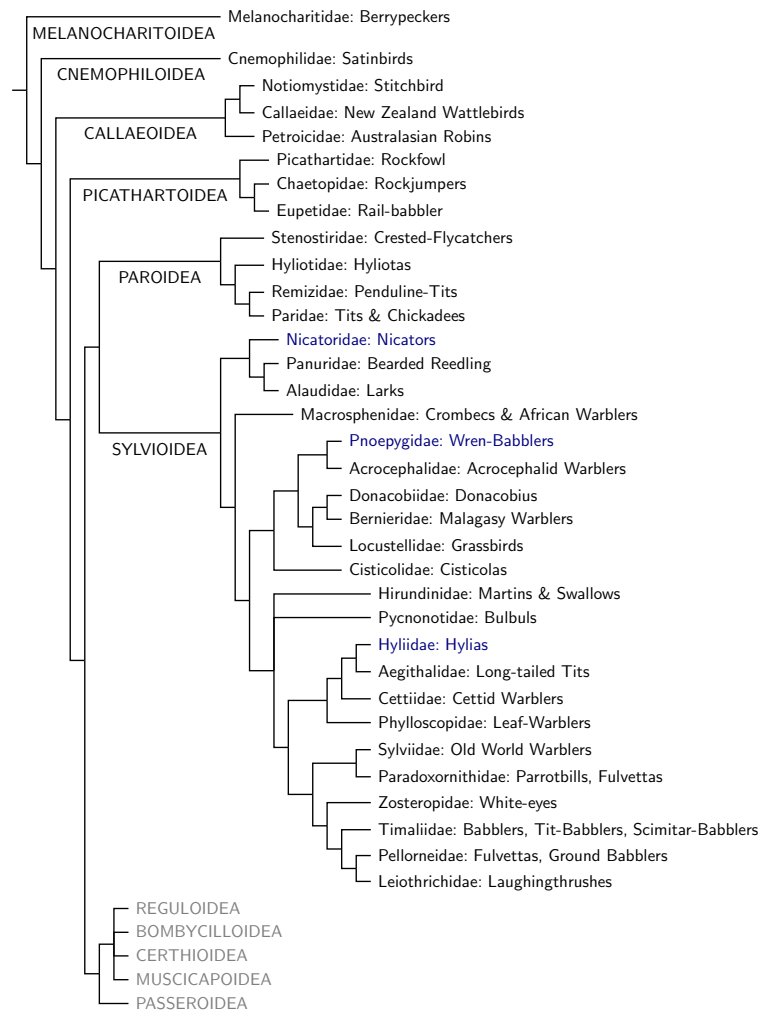 Melanocharitidae: Berrypeckers
MELANOCHARITOIDEA
Cnemophilidae: Satinbirds
CNEMOPHILOIDEA
Notiomystidae: Stitchbird
Callaeidae: New Zealand Wattlebirds
CALLAEOIDEA
Petroicidae: Australasian Robins
Picathartidae: Rockfowl
Chaetopidae: Rockjumpers
PICATHARTOIDEA
Eupetidae: Rail-babbler
Stenostiridae: Crested-Flycatchers
Hyliotidae: Hyliotas
PAROIDEA
Remizidae: Penduline-Tits
Paridae: Tits & Chickadees
Nicatoridae: Nicators
Panuridae: Bearded Reedling
Alaudidae: Larks
Macrosphenidae: Crombecs & African Warblers
Pnoepygidae: Wren-Babblers
SYLVIOIDEA
Acrocephalidae: Acrocephalid Warblers
Donacobiidae: Donacobius
Bernieridae: Malagasy Warblers
Locustellidae: Grassbirds
Cisticolidae: Cisticolas
Hirundinidae: Martins & Swallows
Pycnonotidae: Bulbuls
Hyliidae: Hylias
Aegithalidae: Long-tailed Tits
Cettiidae: Cettid Warblers
Phylloscopidae: Leaf-Warblers
Sylviidae: Old World Warblers
Paradoxornithidae: Parrotbills, Fulvettas
Zosteropidae: White-eyes
Timaliidae: Babblers, Tit-Babblers, Scimitar-Babblers
Pellorneidae: Fulvettas, Ground Babblers
Leiothrichidae: Laughingthrushes
REGULOIDEA
BOMBYCILLOIDEA
CERTHIOIDEA
MUSCICAPOIDEA
PASSEROIDEA